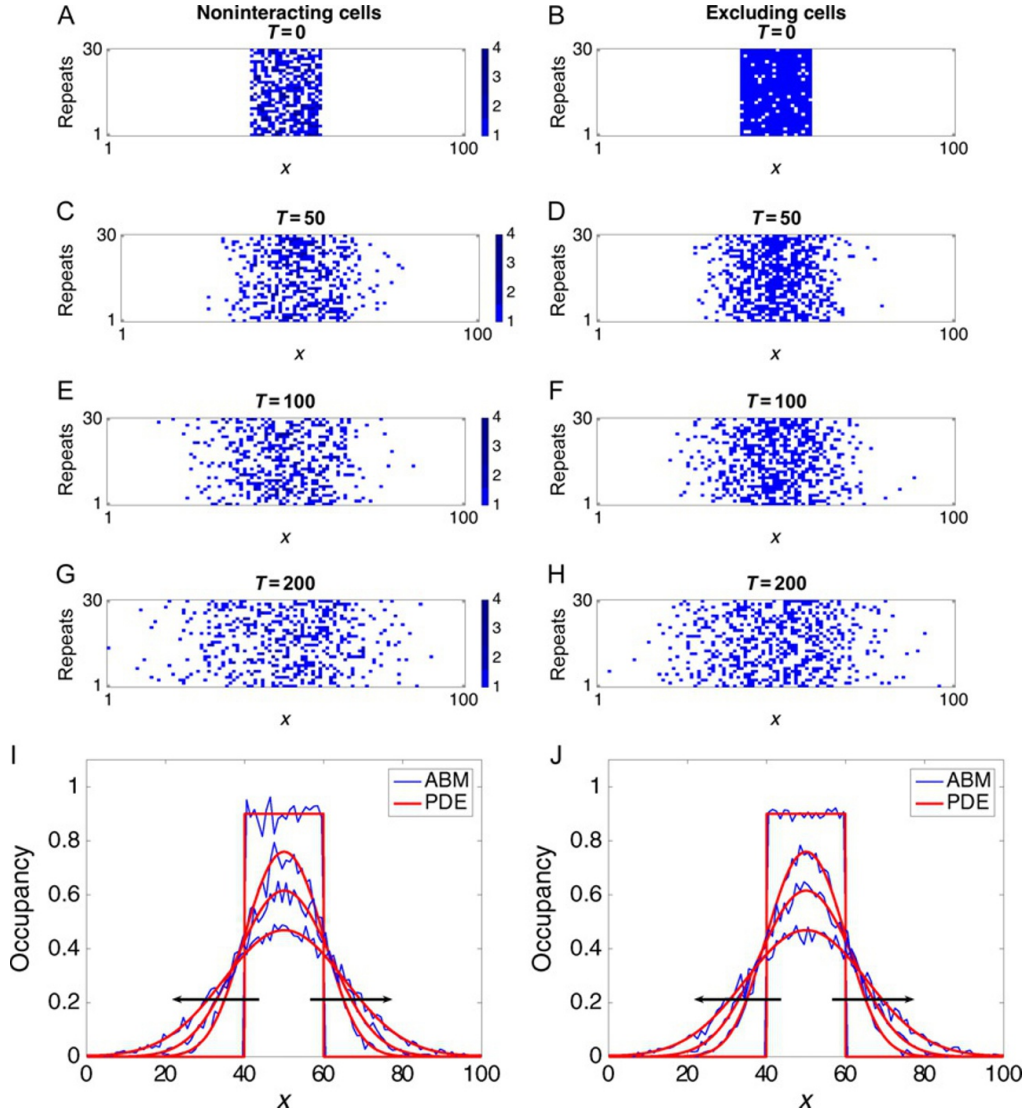 A Noninteracting cells B Excluding cells
T = 0 T = 0
Repeats 30 1 1 100 x 4 3 2 1
Repeats 30 1 1 100 x
C T = 50 D T = 50
Repeats 30 1 1 100 x 4 3 2 1
Repeats 30 1 1 100 x
E T = 100 F T = 100
Repeats 30 1 1 100 x 4 3 2 1
Repeats 30 1 1 100 x
G T = 200 H T = 200
Repeats 30 1 1 100 x 4 3 2 1
Repeats 30 1 1 100 x
I J
ABM ABM
PDE PDE
Occupancy 1 0.8 0.6 0.4 0.2 0
Occupancy 1 0.8 0.6 0.4 0.2 0
0 20 40 60 80 100 0 20 40 60 80 100
x x